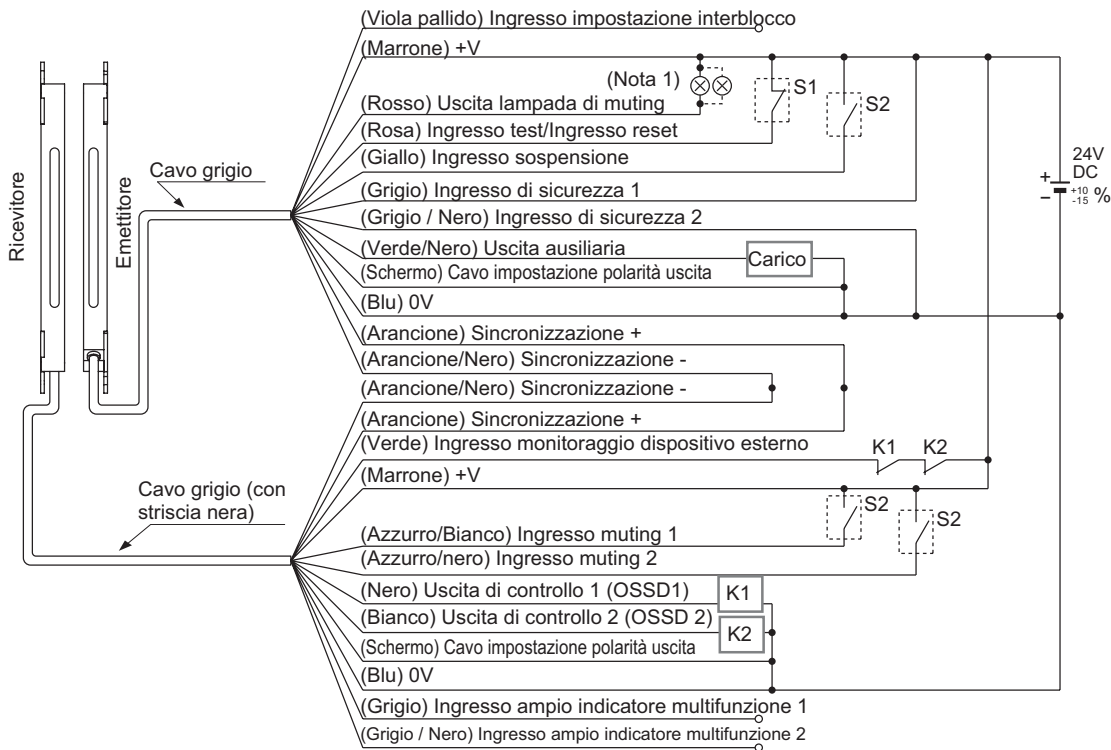 (Viola pallido) Ingresso impostazione interblocco
(Marrone) +V
(Nota 1)
S1
S2
(Rosso) Uscita lampada di muting
(Rosa) Ingresso test/Ingresso reset
(Giallo) Ingresso sospensione
Cavo grigio
(Grigio) Ingresso di sicurezza 1
(Grigio / Nero) Ingresso di sicurezza 2
24V
DC
+
−
+10
-15 %
Ricevitore
Emettitore
(Verde/Nero) Uscita ausiliaria
Carico
(Schermo) Cavo impostazione polarità uscita
(Blu) 0V
(Arancione) Sincronizzazione +
(Arancione/Nero) Sincronizzazione -
(Arancione/Nero) Sincronizzazione -
(Arancione) Sincronizzazione +
(Verde) Ingresso monitoraggio dispositivo esterno
K1 K2
(Marrone) +V
Cavo grigio (con
striscia nera)
S2
S2
(Azzurro/Bianco) Ingresso muting 1
(Azzurro/nero) Ingresso muting 2
(Nero) Uscita di controllo 1 (OSSD1)
K1
(Bianco) Uscita di controllo 2 (OSSD 2)
K2
(Schermo) Cavo impostazione polarità uscita
(Blu) 0V
(Grigio) Ingresso ampio indicatore multifunzione 1
(Grigio / Nero) Ingresso ampio indicatore multifunzione 2